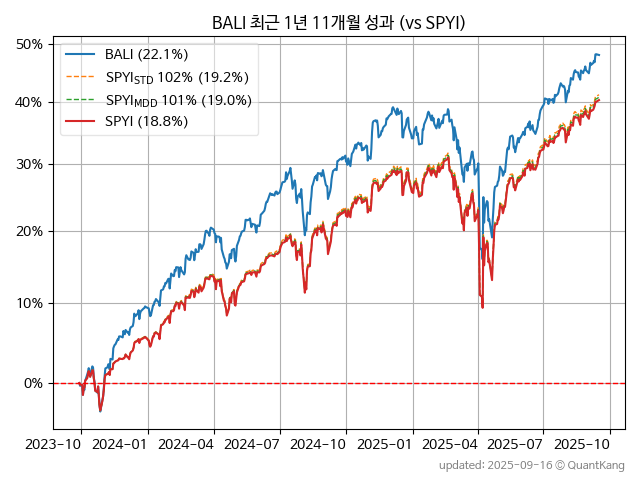 BALI 최근 1년 11개월 성과 (vs SPYI)
BALI (22.1%)
SPYI_STD 102% (19.2%)
SPYI_MDD 101% (19.0%)
SPYI (18.8%)
50%
40%
30%
20%
10%
0%
2023-10 2024-01 2024-04 2024-07 2024-10 2025-01 2025-04 2025-07 2025-10
updated: 2025-09-16 © QuantKang